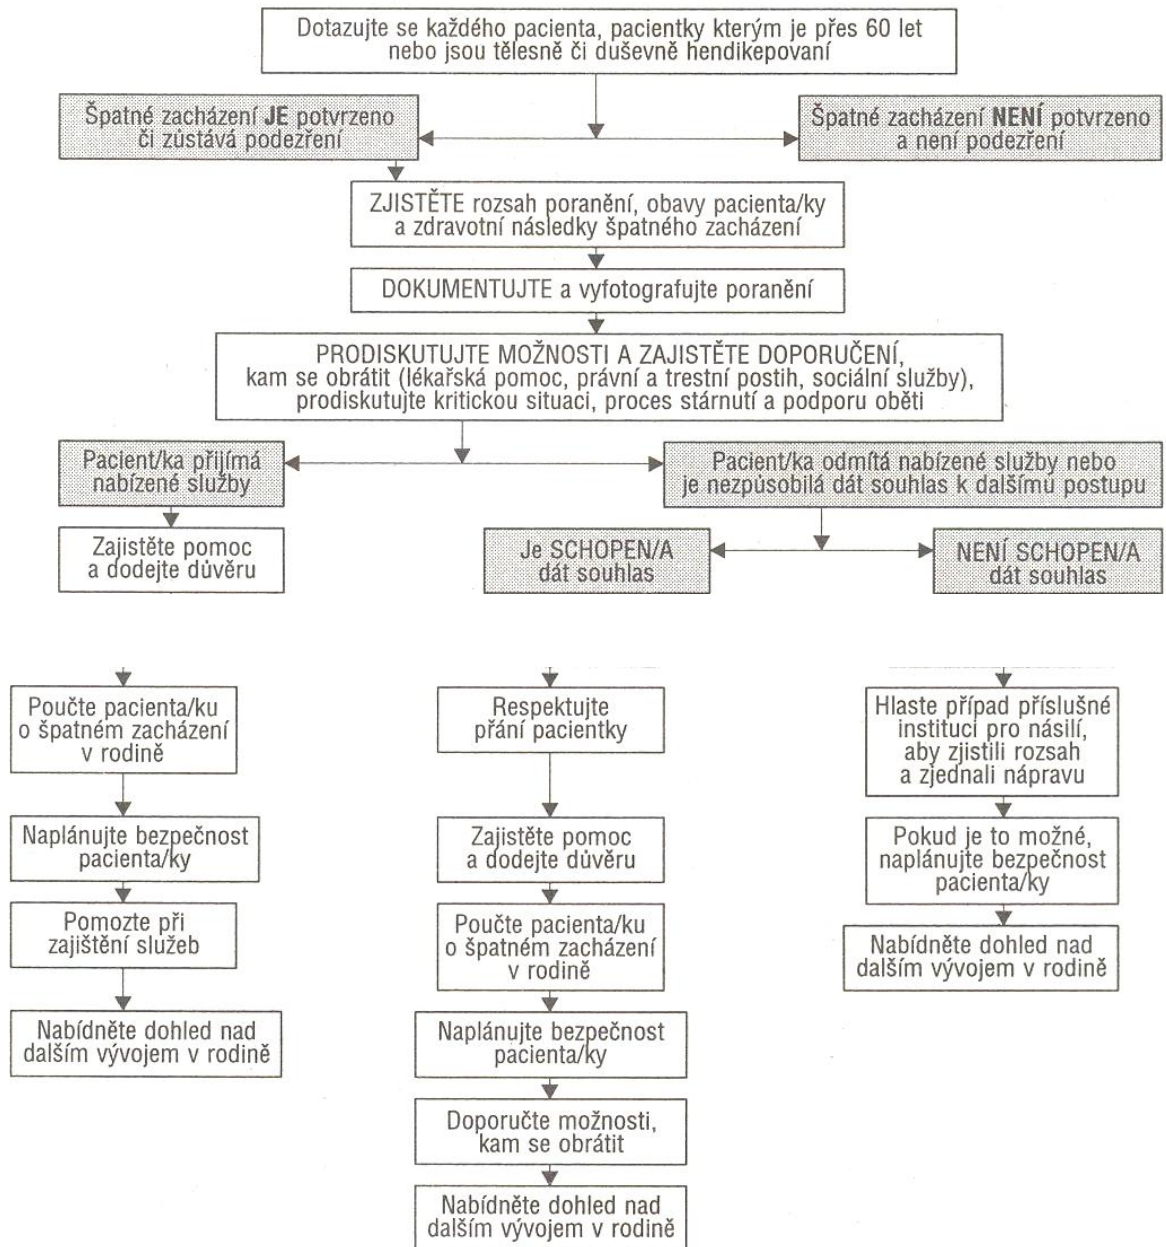 Dotazujte se každého pacienta, pacientky kterým je přes 60 let
nebo jsou tělesně či duševně hendikepovaní
Špatné zacházení JE potvrzeno
či zůstává podezření
Špatné zacházení NENÍ potvrzeno
a není podezření
ZJISTĚTE rozsah poranění, obavy pacienta/ky
a zdravotní následky špatného zacházení
DOKUMENTUJTE a vyfotografujte poranění
PRODISKUTUJTE MOŽNOSTI A ZAJISTĚTE DOPORUČENÍ,
kam se obrátit (lékařská pomoc, právní a trestní postih, sociální služby),
prodiskutujte kritickou situaci, proces stárnutí a podporu oběti
Pacient/ka přijímá
nabízené služby
Pacient/ka odmítá nabízené služby nebo
je nezpůsobilá dát souhlas k dalšímu postupu
Zajistěte pomoc
a dodejte důvěru
Je SCHOPEN/A
dát souhlas
NENÍ SCHOPEN/A
dát souhlas
Poučte pacienta/ku
o špatném zacházení
v rodině
Naplánujte bezpečnost
pacienta/ky
Pomozte při
zajištění služeb
Nabídněte dohled nad
dalším vývojem v rodině
Respektujte
přání pacientky
Zajistěte pomoc
a dodejte důvěru
Poučte pacienta/ku
o špatném zacházení
v rodině
Naplánujte bezpečnost
pacienta/ky
Doporučte možnosti,
kam se obrátit
Nabídněte dohled nad
dalším vývojem v rodině
Hlaste případ příslušné
instituci pro násilí,
aby zjistili rozsah
a zjednali nápravu
Pokud je to možné,
naplánujte bezpečnost
pacienta/ky
Nabídněte dohled nad
dalším vývojem v rodině